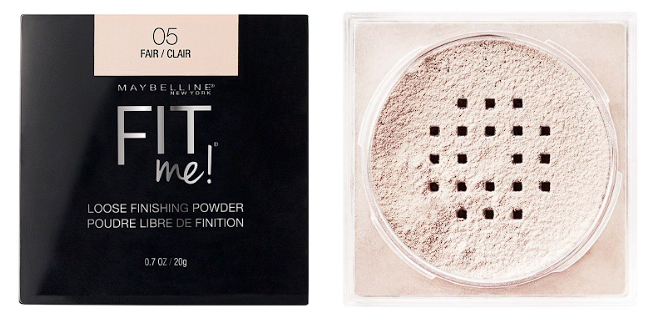 05
FAIR / CLAIR
MAYBELLINE®
NEW YORK
FIT
me!®
LOOSE FINISHING POWDER
POUDRE LIBRE DE FINITION
0.7 OZ / 20g